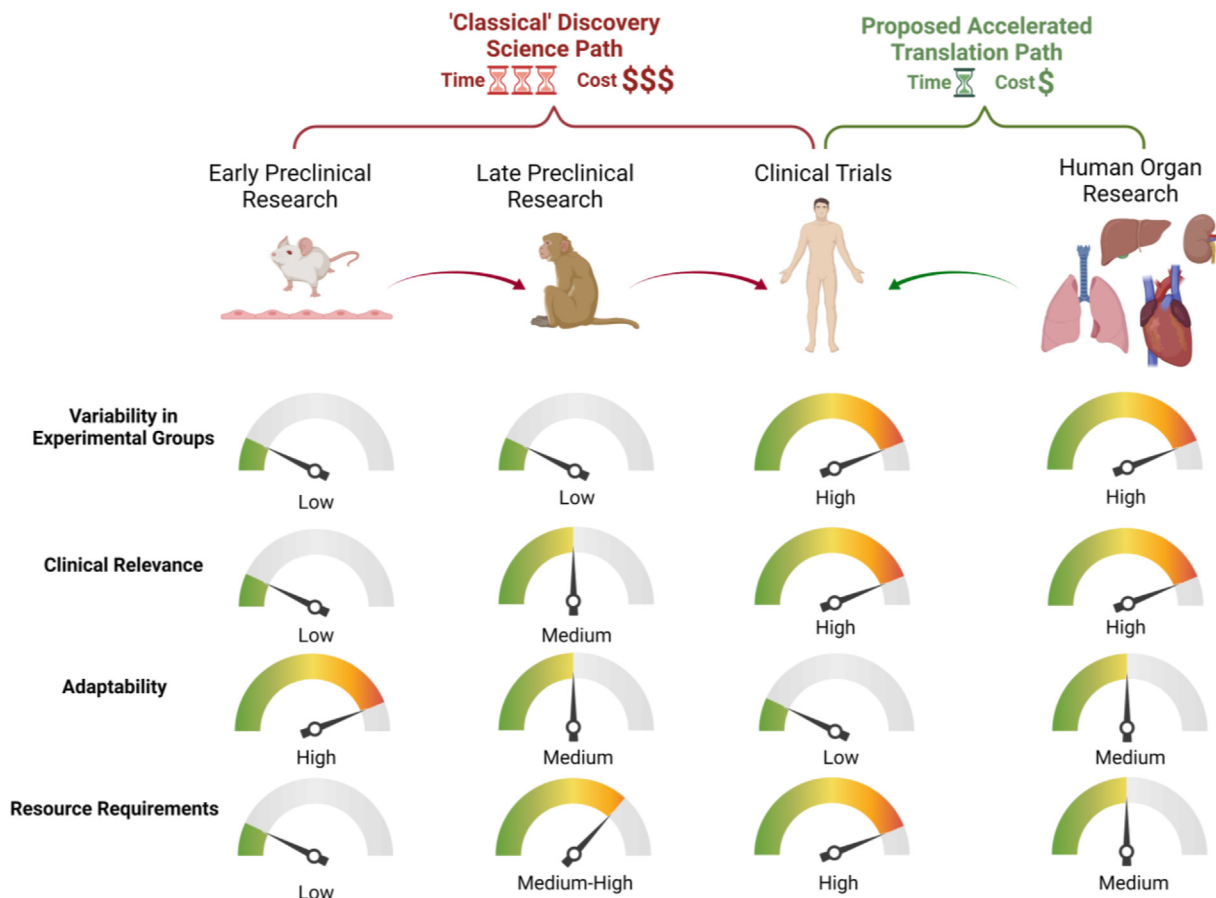 'Classical' Discovery
Science Path
Time Cost $$$
Proposed Accelerated
Translation Path
Time Cost $
Early Preclinical
Research
Late Preclinical
Research
Clinical Trials
Human Organ
Research
Variability in
Experimental Groups
Low
Low
High
High
Clinical Relevance
Low
Medium
High
High
Adaptability
High
Medium
Low
Medium
Resource Requirements
Low
Medium-High
High
Medium